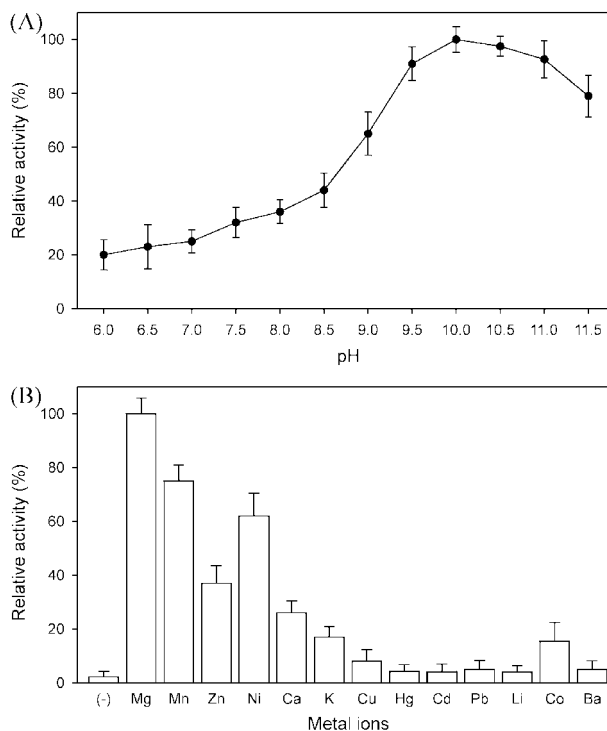 (A)
Relative activity (%)
100
80
60
40
20
0
6.0 6.5 7.0 7.5 8.0 8.5 9.0 9.5 10.0 10.5 11.0 11.5
pH
(B)
Relative activity (%)
100
80
60
40
20
0
(-) Mg Mn Zn Ni Ca K Cu Hg Cd Pb Li Co Ba
Metal ions